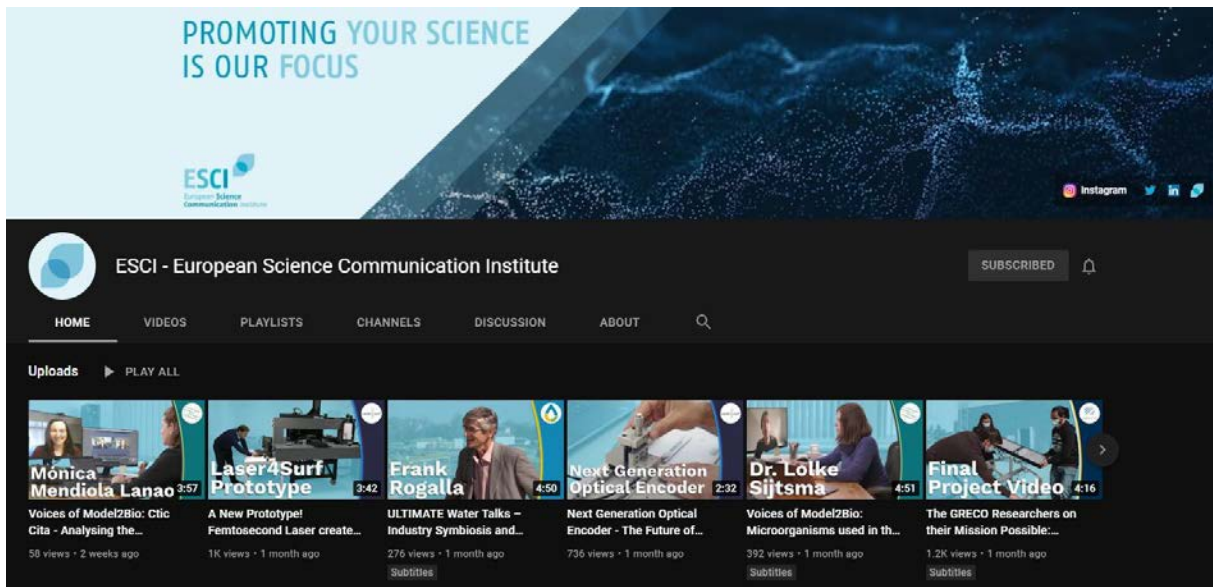 PROMOTING YOUR SCIENCE
IS OUR FOCUS
ESCI
European Science
Communication Institute
Instagram
ESCI - European Science Communication Institute
SUBSCRIBED
HOME VIDEOS PLAYLISTS CHANNELS DISCUSSION ABOUT
Uploads PLAY ALL
Mónica
Mendiola Lanao 3:57
Voices of Model2Bio: Ctic
Cita - Analysing the...
58 views • 2 weeks ago
Laser4Surf
Prototype 3:42
A New Prototype!
Femtosecond Laser create...
1K views • 1 month ago
Frank
Rogalla 4:50
ULTIMATE Water Talks –
Industry Symbiosis and...
276 views • 1 month ago
Subtitles
Next Generation
Optical Encoder 2:32
Next Generation Optical
Encoder - The Future of...
736 views • 1 month ago
Dr. Lolke
Sijtsma 4:51
Voices of Model2Bio:
Microorganisms used in th...
392 views • 1 month ago
Subtitles
Final
Project Video 4:16
The GRECO Researchers on
their Mission Possible:...
1.2K views • 1 month ago
Subtitles